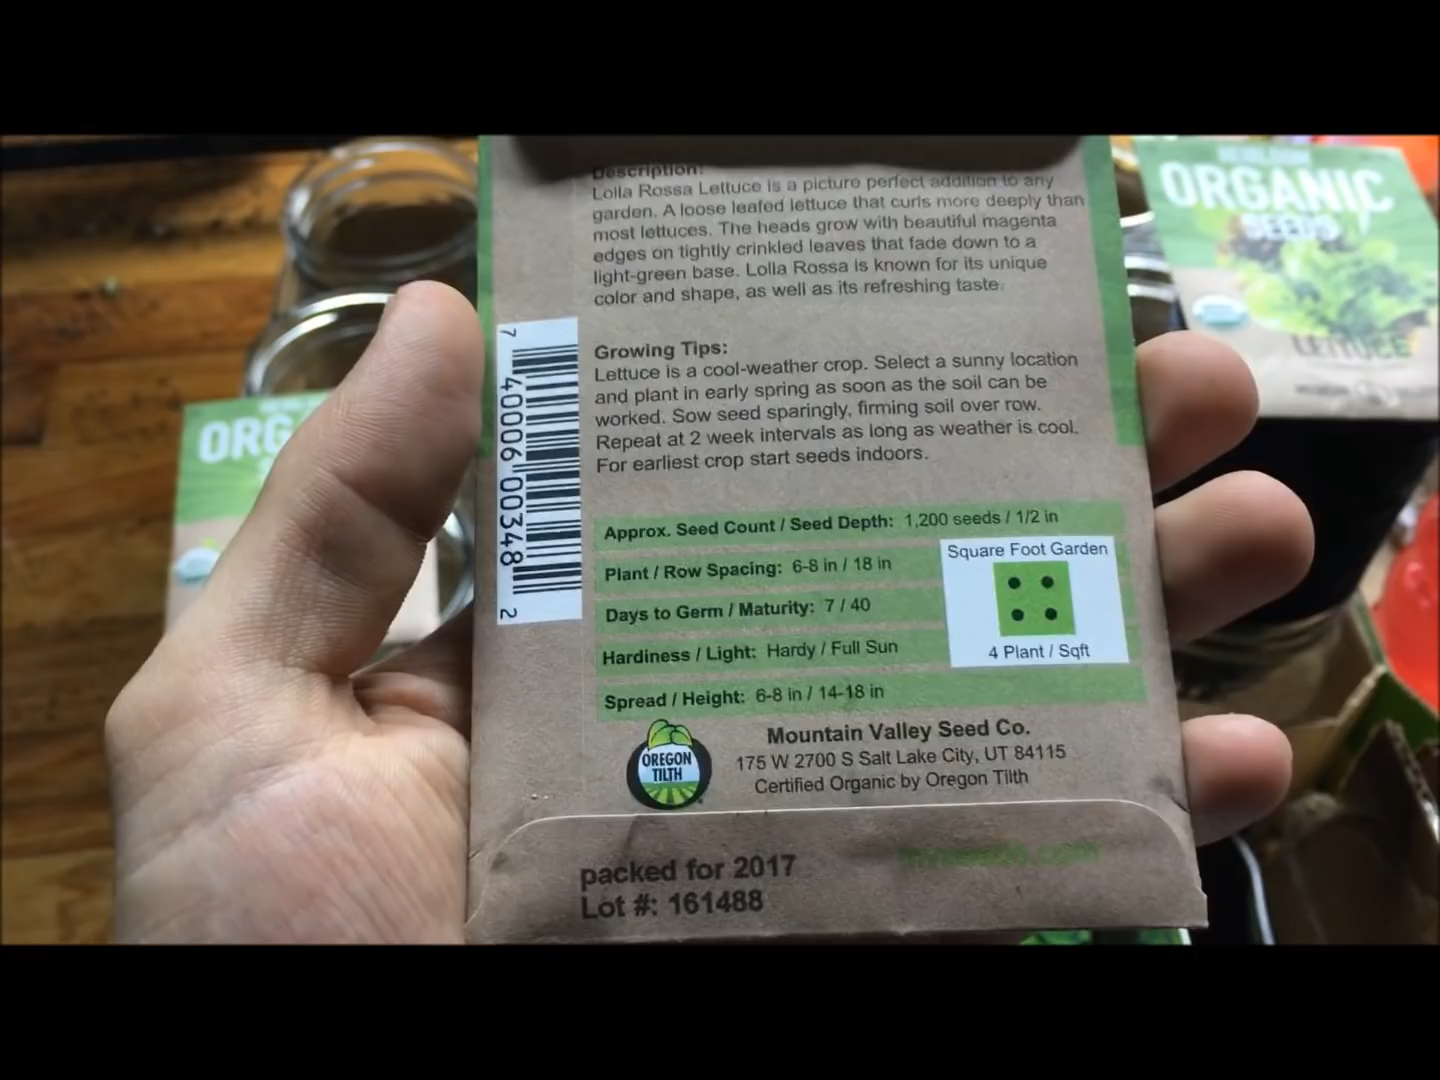 Description:
Lolla Rossa Lettuce is a picture perfect addition to any
garden. A loose leafed lettuce that curls more deeply than
most lettuces. The heads grow with beautiful magenta
edges on tightly crinkled leaves that fade down to a
light-green base. Lolla Rossa is known for its unique
color and shape, as well as its refreshing taste.
Growing Tips:
Lettuce is a cool-weather crop. Select a sunny location
and plant in early spring as soon as the soil can be
worked. Sow seed sparingly, firming soil over row.
Repeat at 2 week intervals as long as weather is cool.
For earliest crop start seeds indoors.
7 40006 00348 2
Approx. Seed Count / Seed Depth: 1,200 seeds / 1/2 in
Plant / Row Spacing: 6-8 in / 18 in
Days to Germ / Maturity: 7 / 40
Hardiness / Light: Hardy / Full Sun
Spread / Height: 6-8 in / 14-18 in
Square Foot Garden
4 Plant / Sqft
OREGON
TILTH
Mountain Valley Seed Co.
175 W 2700 S Salt Lake City, UT 84115
Certified Organic by Oregon Tilth
packed for 2017
Lot #: 161488
ORG
ORGANIC
SEEDS
LETTUCE